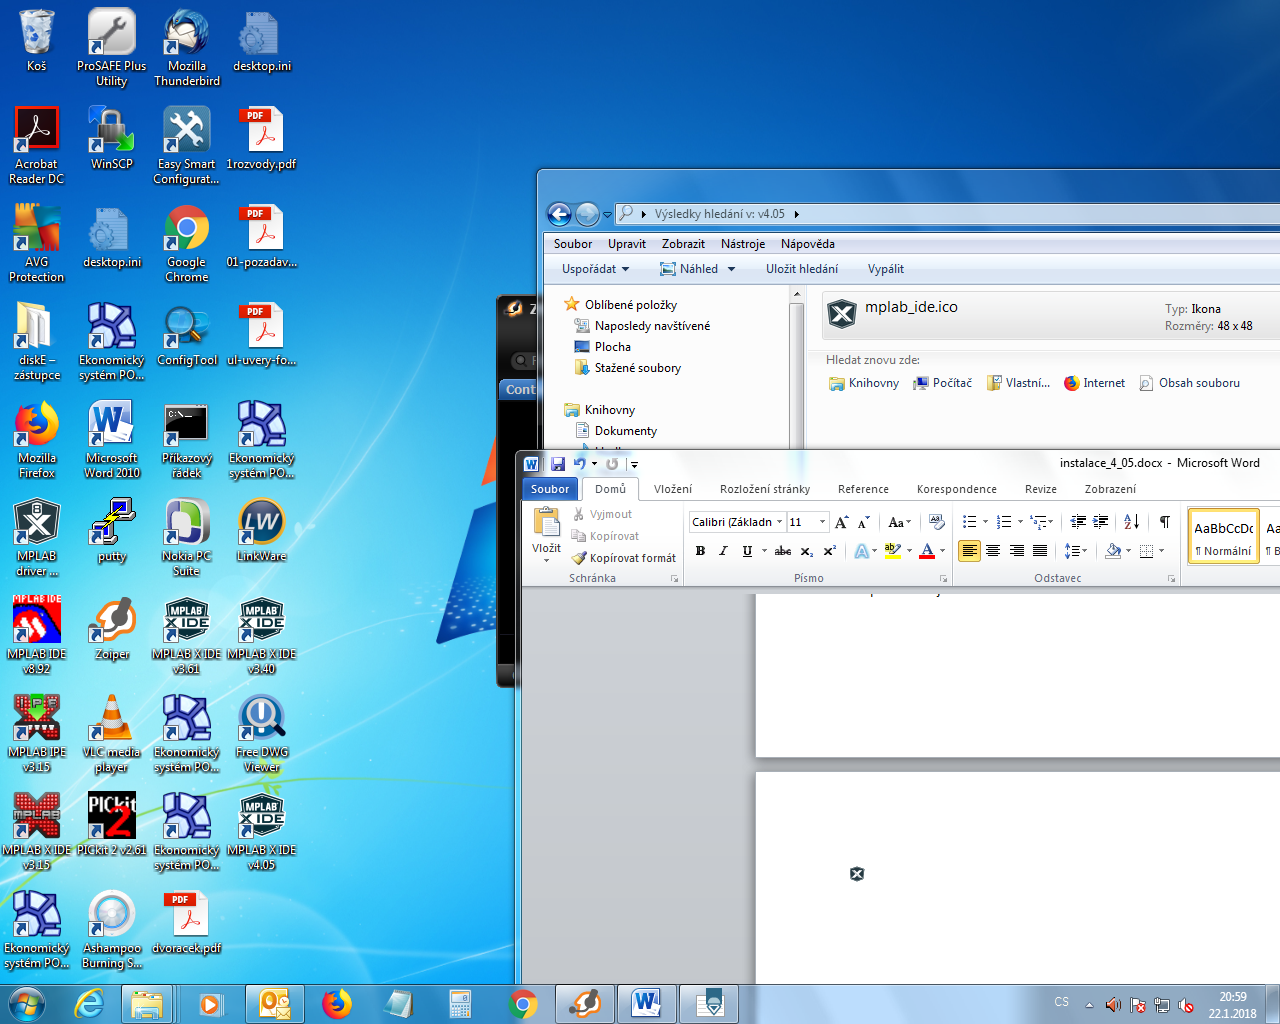 Koš
ProSAFE Plus
Utility
Mozilla
Thunderbird
desktop.ini
Acrobat
Reader DC
WinSCP
Easy Smart
Configurat...
1rozvody.pdf
AVG
Protection
desktop.ini
Google
Chrome
01-pozadav...
diskE –
zástupce
Ekonomický
systém PO...
ConfigTool
ul-uvery-fo...
Mozilla
Firefox
Microsoft
Word 2010
Příkazový
řádek
Ekonomický
systém PO...
MPLAB
driver ...
putty
Nokia PC
Suite
LinkWare
MPLAB IDE
v8.92
Zoiper
MPLAB X IDE
v3.61
MPLAB X IDE
v3.40
MPLAB IPE
v3.15
VLC media
player
Ekonomický
systém PO...
Free DWG
Viewer
MPLAB X IDE
v3.15
PICkit 2 v2.61
Ekonomický
systém PO...
MPLAB X IDE
v4.05
Ekonomický
systém PO...
Ashampoo
Burning S...
dvoracek.pdf
Výsledky hledání v: v4.05
Soubor Upravit Zobrazit Nástroje Nápověda
Uspořádat Náhled Uložit hledání Vypálit
Oblíbené položky
Naposledy navštívené
Plocha
Stažené soubory
Knihovny
Dokumenty
mplab_ide.ico
Typ: Ikona
Rozměry: 48 x 48
Hledat znovu zde:
Knihovny Počítač Vlastní... Internet Obsah souboru
Cont
instalace_4_05.docx - Microsoft Word
Soubor Domů Vložení Rozložení stránky Reference Korespondence Revize Zobrazení
Vložit
Vyjmout
Kopírovat
Kopírovat formát
Schránka
Calibri (Základn 11
Písmo
Odstavec
AaBbCcDc
¶ Normální
CS
20:59
22.1.2018